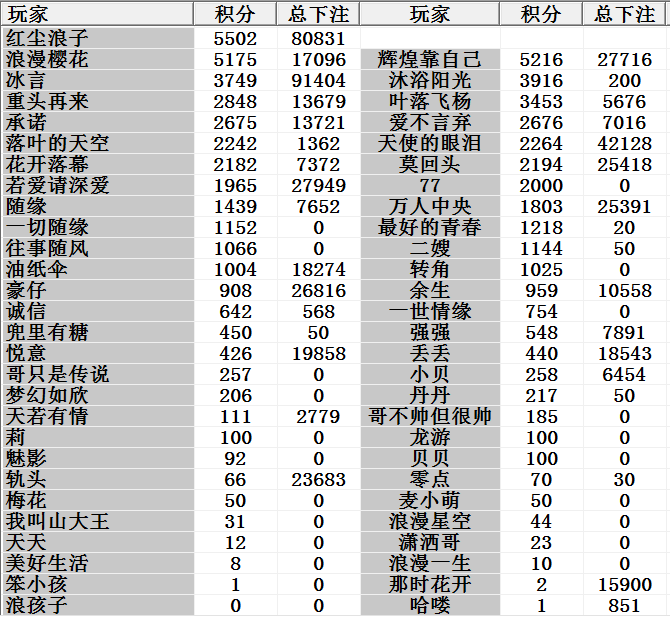 玩家 积分 总下注 玩家 积分 总下注
红尘浪子 5502 80831
浪漫樱花 5175 17096 辉煌靠自己 5216 27716
冰言 3749 91404 沐浴阳光 3916 200
重头再来 2848 13679 叶落飞杨 3453 5676
承诺 2675 13721 爱不言弃 2676 7016
落叶的天空 2242 1362 天使的眼泪 2264 42128
花开落幕 2182 7372 莫回头 2194 25418
若爱请深爱 1965 27949 77 2000 0
随缘 1439 7652 万人中央 1803 25391
一切随缘 1152 0 最好的青春 1218 20
往事随风 1066 0 二嫂 1144 50
油纸伞 1004 18274 转角 1025 0
豪仔 908 26816 余生 959 10558
诚信 642 568 一世情缘 754 0
兜里有糖 450 50 强强 548 7891
悦意 426 19858 丢丢 440 18543
哥只是传说 257 0 小贝 258 6454
梦幻如欣 206 0 丹丹 217 50
天若有情 111 2779 哥不帅但很帅 185 0
莉 100 0 龙游 100 0
魅影 92 0 贝贝 100 0
轨头 66 23683 零点 70 30
梅花 50 0 麦小萌 50 0
我叫山大王 31 0 浪漫星空 44 0
天天 12 0 潇洒哥 23 0
美好生活 8 0 浪漫一生 10 0
笨小孩 1 0 那时花开 2 15900
浪孩子 0 0 哈喽 1 851